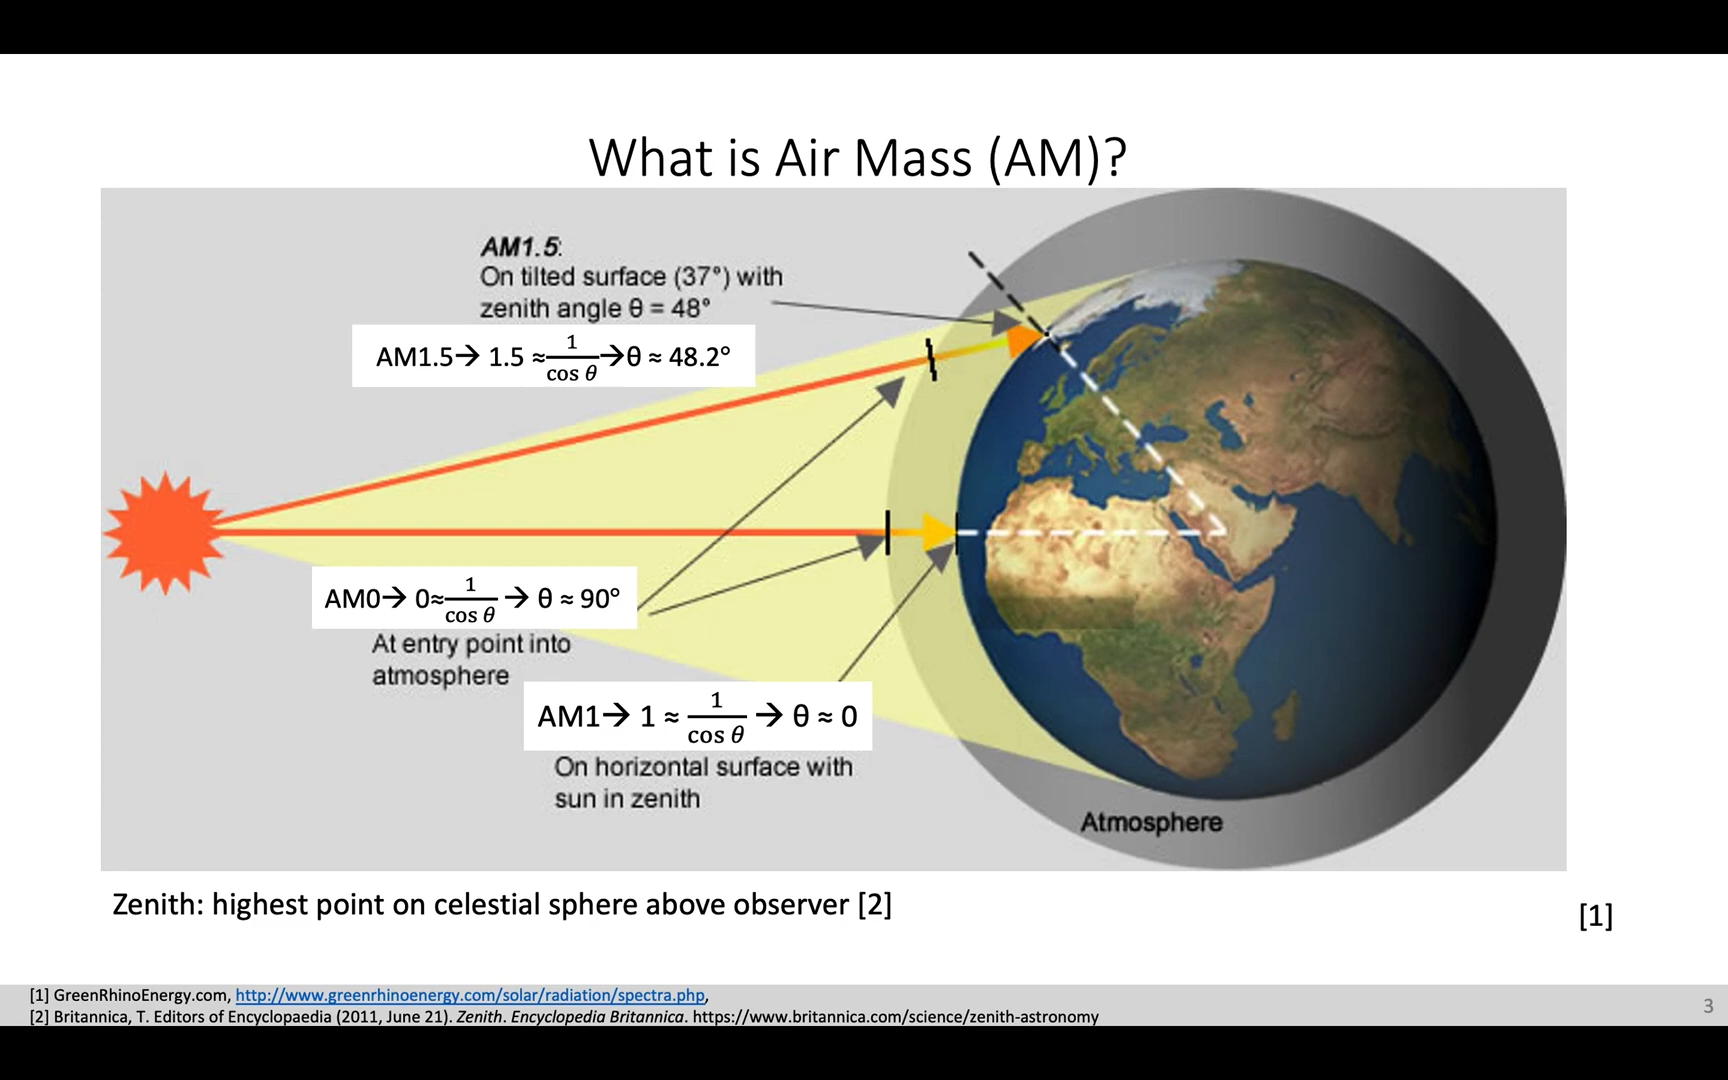 What is Air Mass (AM)?
AM1.5:
On tilted surface (37°) with
zenith angle θ = 48°
AM1.5→ 1.5 ≈ 1/cos θ →θ ≈ 48.2°
AM0→ 0≈ 1/cos θ → θ ≈ 90°
At entry point into
atmosphere
AM1→ 1 ≈ 1/cos θ → θ ≈ 0
On horizontal surface with
sun in zenith
Atmosphere
Zenith: highest point on celestial sphere above observer [2]
[1]
[1] GreenRhinoEnergy.com, http://www.greenrhinoenergy.com/solar/radiation/spectra.php,
[2] Britannica, T. Editors of Encyclopaedia (2011, June 21). Zenith. Encyclopedia Britannica. https://www.britannica.com/science/zenith-astronomy
3